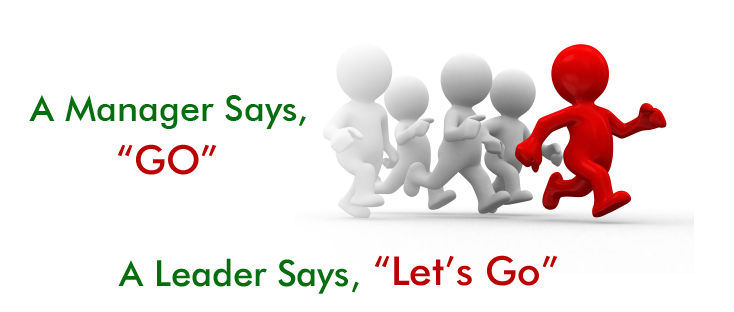 A Manager Says,
“GO”
A Leader Says, “Let’s Go”